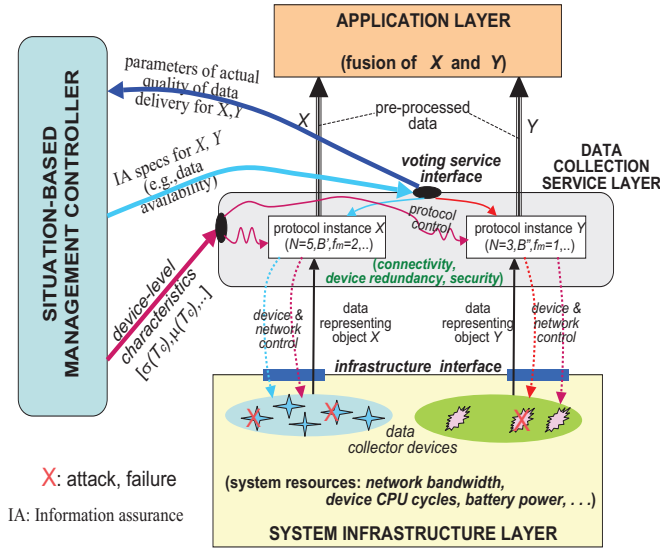 APPLICATION LAYER
(fusion of X and Y)
SITUATION-BASED
MANAGEMENT CONTROLLER
parameters of actual
quality of data
delivery for X,Y
X
pre-processed
data
Y
IA specs for X, Y
(e.g.,data
availability)
voting service
interface
DATA
COLLECTION
SERVICE LAYER
protocol instance X
(N=5,B',fm=2,..)
protocol
control
protocol instance Y
(N=3,B'',fm=1,..)
(connectivity,
device redundancy, security)
device-level
characteristics
[σ(Tc),μ(Tc),..]
device &
network
control
data
representing
object X
data
representing
object Y
device &
network
control
infrastructure interface
X
X
X
data
collector devices
X: attack, failure
IA: Information assurance
(system resources: network bandwidth,
device CPU cycles, battery power, . . .)
SYSTEM INFRASTRUCTURE LAYER